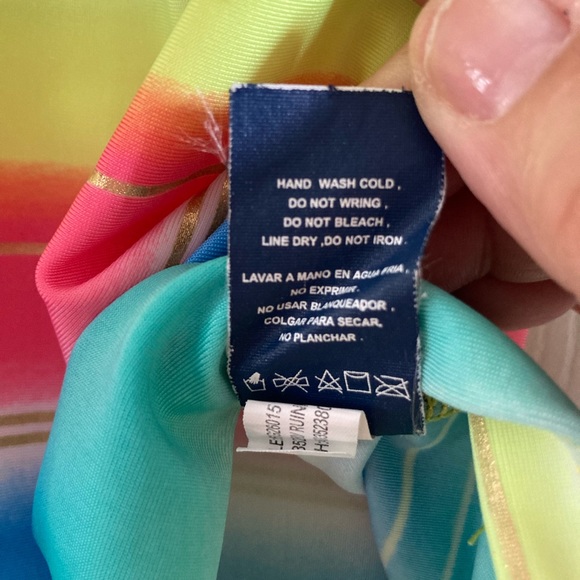 HAND WASH COLD ,
DO NOT WRING ,
DO NOT BLEACH ,
LINE DRY ,DO NOT IRON .
LAVAR A MANO EN AGUA FRIA ,
NO EXPRIMIR ,
NO USAR BLANQUEADOR ,
COLGAR PARA SECAR,
NO PLANCHAR .